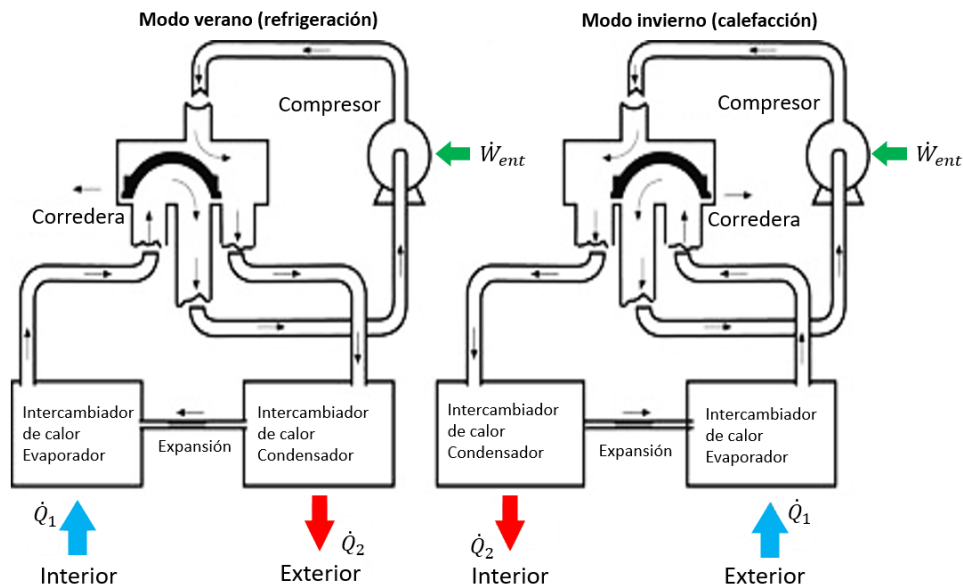 Modo verano (refrigeración)
Compresor
Ẇent
Corredera
Intercambiador
de calor
Evaporador
Expansión
Intercambiador
de calor
Condensador
Q̇1
Interior
Q̇2
Exterior
Modo invierno (calefacción)
Compresor
Ẇent
Corredera
Intercambiador
de calor
Condensador
Expansión
Intercambiador
de calor
Evaporador
Q̇2
Interior
Q̇1
Exterior